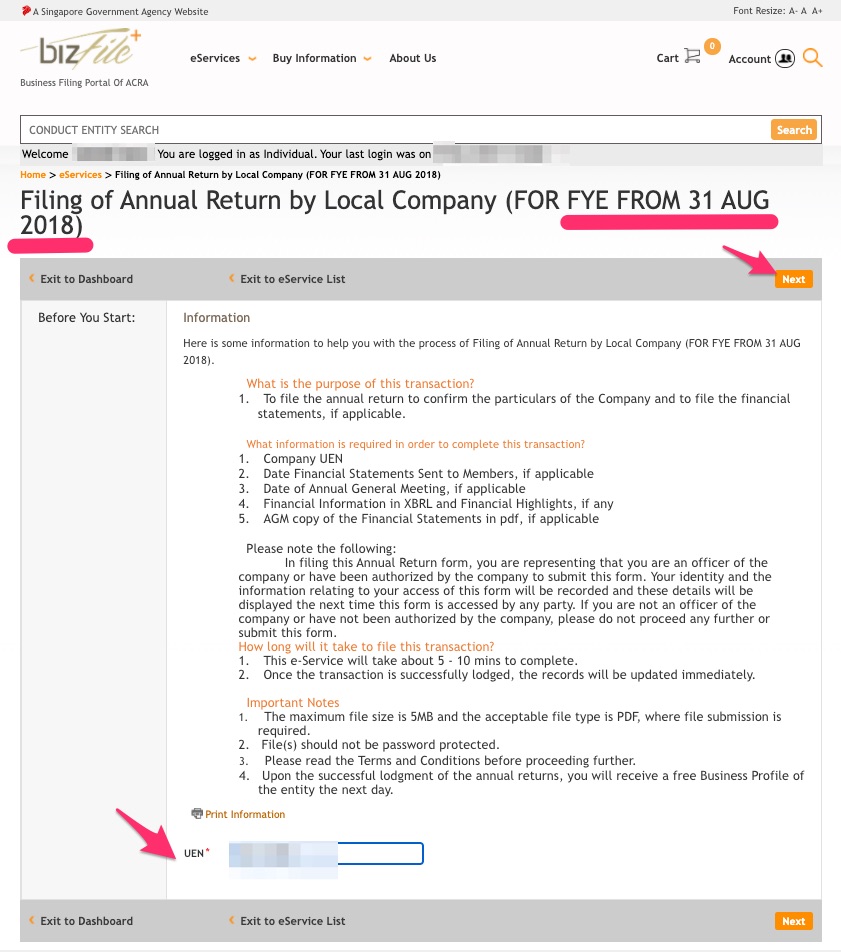 A Singapore Government Agency Website
Font Resize: A- A A+
bizfile+
Business Filing Portal Of ACRA
eServices Buy Information About Us
Cart 0 Account
CONDUCT ENTITY SEARCH Search
Welcome You are logged in as Individual. Your last login was on
Home > eServices > Filing of Annual Return by Local Company (FOR FYE FROM 31 AUG 2018)
Filing of Annual Return by Local Company (FOR FYE FROM 31 AUG
2018)
Exit to Dashboard Exit to eService List Next
Before You Start:
Information
Here is some information to help you with the process of Filing of Annual Return by Local Company (FOR FYE FROM 31 AUG
2018).
What is the purpose of this transaction?
1. To file the annual return to confirm the particulars of the Company and to file the financial
statements, if applicable.
What information is required in order to complete this transaction?
1. Company UEN
2. Date Financial Statements Sent to Members, if applicable
3. Date of Annual General Meeting, if applicable
4. Financial Information in XBRL and Financial Highlights, if any
5. AGM copy of the Financial Statements in pdf, if applicable
Please note the following:
In filing this Annual Return form, you are representing that you are an officer of the
company or have been authorized by the company to submit this form. Your identity and the
information relating to your access of this form will be recorded and these details will be
displayed the next time this form is accessed by any party. If you are not an officer of the
company or have not been authorized by the company, please do not proceed any further or
submit this form.
How long will it take to file this transaction?
1. This e-Service will take about 5 - 10 mins to complete.
2. Once the transaction is successfully lodged, the records will be updated immediately.
Important Notes
1. The maximum file size is 5MB and the acceptable file type is PDF, where file submission is
required.
2. File(s) should not be password protected.
3. Please read the Terms and Conditions before proceeding further.
4. Upon the successful lodgment of the annual returns, you will receive a free Business Profile of
the entity the next day.
Print Information
UEN*
Exit to Dashboard Exit to eService List Next